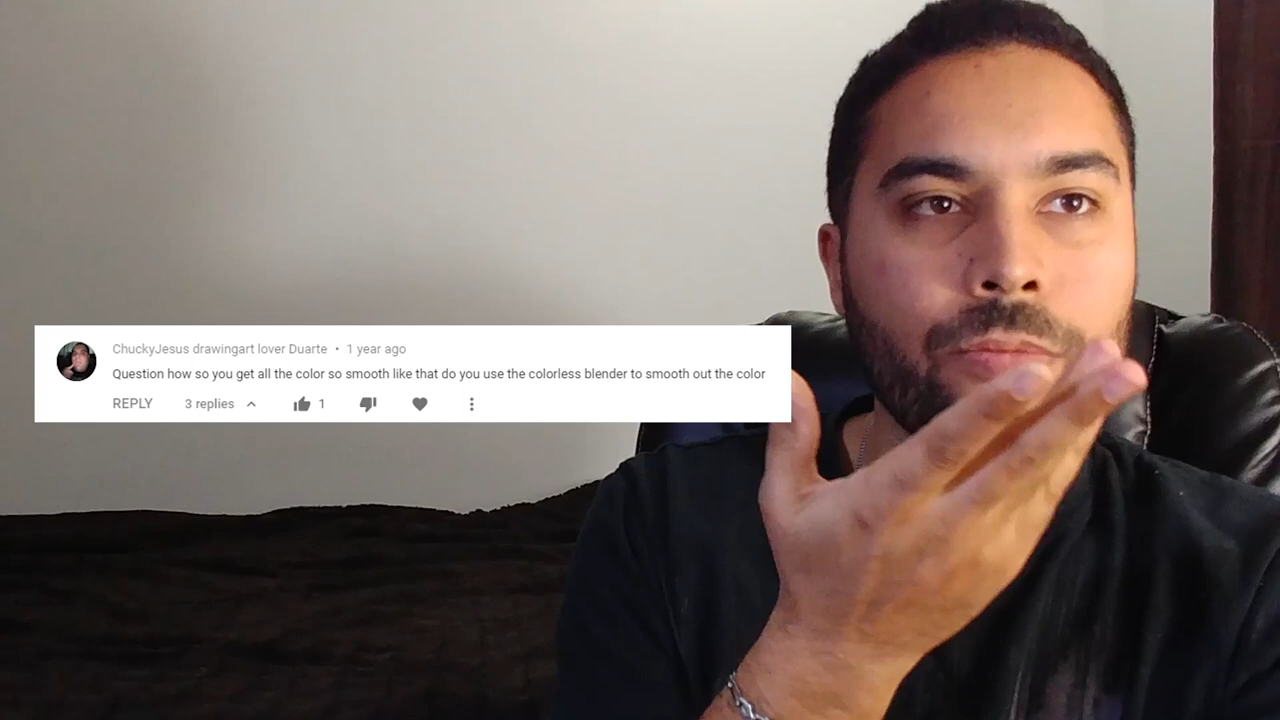 ChuckyJesus drawingart lover Duarte • 1 year ago
Question how so you get all the color so smooth like that do you use the colorless blender to smooth out the color
REPLY 3 replies 1